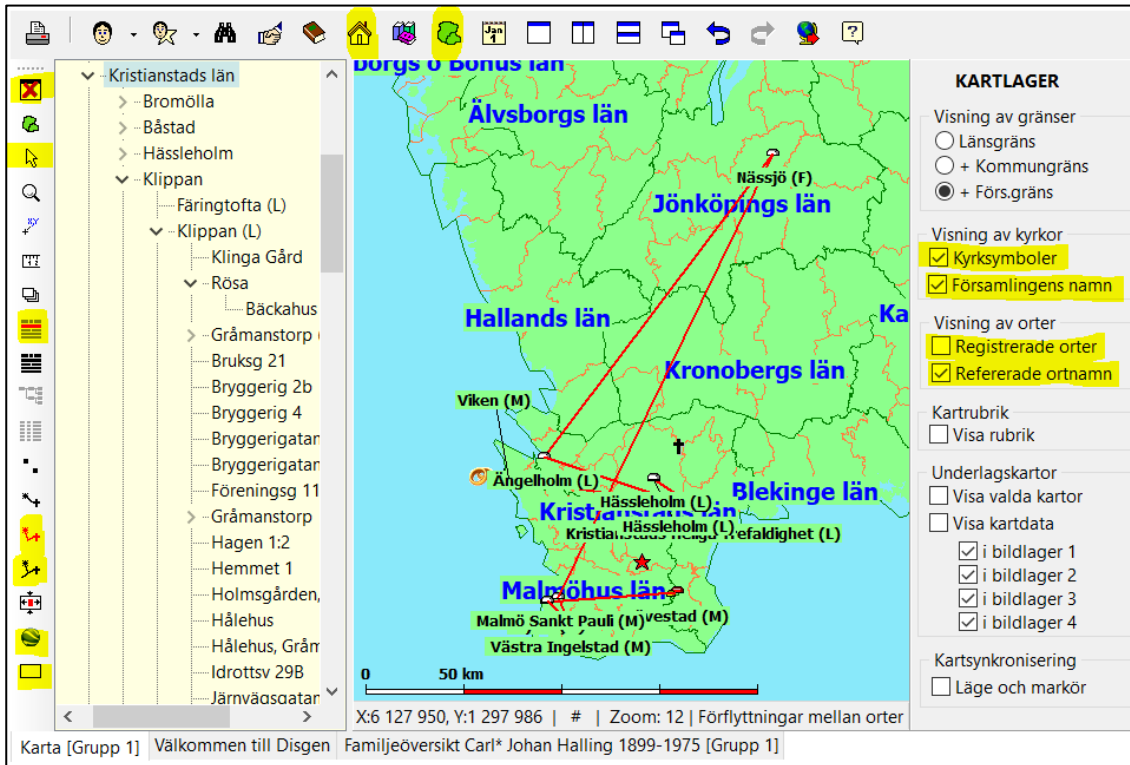 Jan
1
?
Kristianstads län
Bromölla
Båstad
Hässleholm
Klippan
Färingtofta (L)
Klippan (L)
Klinga Gård
Rösa
Bäckahus
Gråmanstorp
Bruksg 21
Bryggerig 2b
Bryggerig 4
Bryggerigatan
Bryggerigatan
Föreningsg 11
Gråmanstorp
Hagen 1:2
Hemmet 1
Holmsgården,
Hålehus
Hålehus, Gråm
Idrottsv 29B
Järnvägsgatan
borgs o Bohus län
Älvsborgs län
Nässjö (F)
Jönköpings län
Hallands län
Ka
Kronobergs län
Viken (M)
Ängelholm (L)
Hässleholm (L)
Blekinge län
Kristianstads län
Hässleholm (L)
Kristianstads Heliga Trefaldighet (L)
Malmöhus län
Malmö Sankt Pauli (M)
vestad (M)
Västra Ingelstad (M)
0 50 km
X:6 127 950, Y:1 297 986 | # | Zoom: 12 | Förflyttningar mellan orter
KARTLAGER
Visning av gränser
Länsgräns
+ Kommungräns
+ Förs.gräns
Visning av kyrkor
Kyrksymboler
Församlingens namn
Visning av orter
Registrerade orter
Refererade ortnamn
Kartrubrik
Visa rubrik
Underlagskartor
Visa valda kartor
Visa kartdata
i bildlager 1
i bildlager 2
i bildlager 3
i bildlager 4
Kartsynkronisering
Läge och markör
Karta [Grupp 1] Välkommen till Disgen Familjeöversikt Carl* Johan Halling 1899-1975 [Grupp 1]